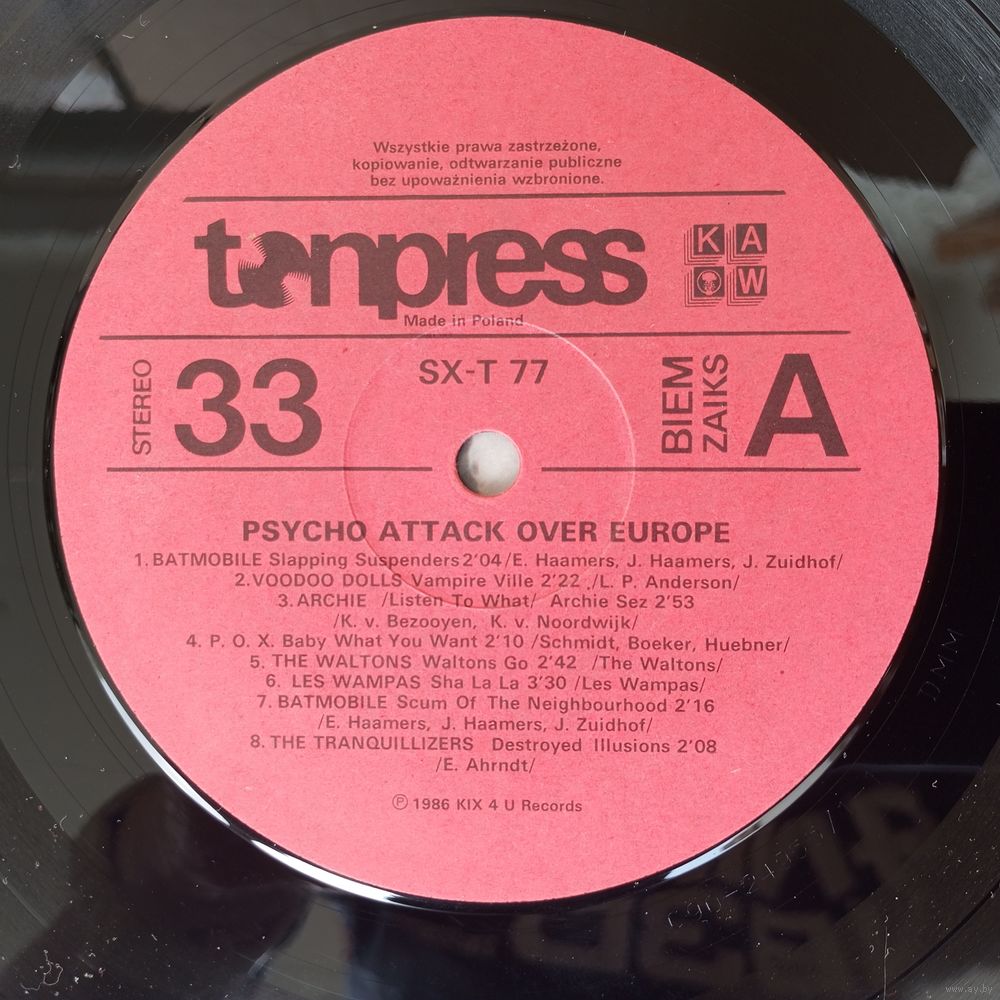 Wszystkie prawa zastrzeżone,
kopiowanie, odtwarzanie publiczne
bez upoważnienia wzbronione.
tonpress
K A
W
Made in Poland
STEREO
33
SX-T 77
BIEM
ZAIKS
A
PSYCHO ATTACK OVER EUROPE
1. BATMOBILE Slapping Suspenders 2'04 /E. Haamers, J. Haamers, J. Zuidhof/
2. VOODOO DOLLS Vampire Ville 2'22 /L. P. Anderson/
3. ARCHIE /Listen To What/ Archie Sez 2'53
/K. v. Bezooyen, K. v. Noordwijk/
4. P. O. X. Baby What You Want 2'10 /Schmidt, Boeker, Huebner/
5. THE WALTONS Waltons Go 2'42 /The Waltons/
6. LES WAMPAS Sha La La 3'30 /Les Wampas/
7. BATMOBILE Scum Of The Neighbourhood 2'16
/E. Haamers, J. Haamers, J. Zuidhof/
8. THE TRANQUILLIZERS Destroyed Illusions 2'08
/E. Ahrndt/
℗ 1986 KIX 4 U Records
DMM
www.ay.by